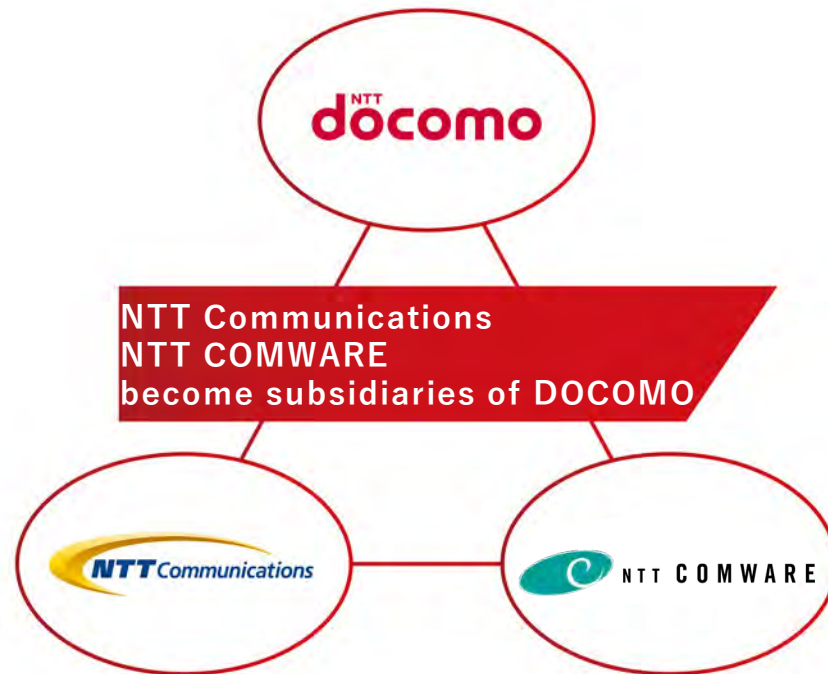 NTT
docomo
NTT Communications
NTT COMWARE
become subsidiaries of DOCOMO
NTT Communications
NTT COMWARE